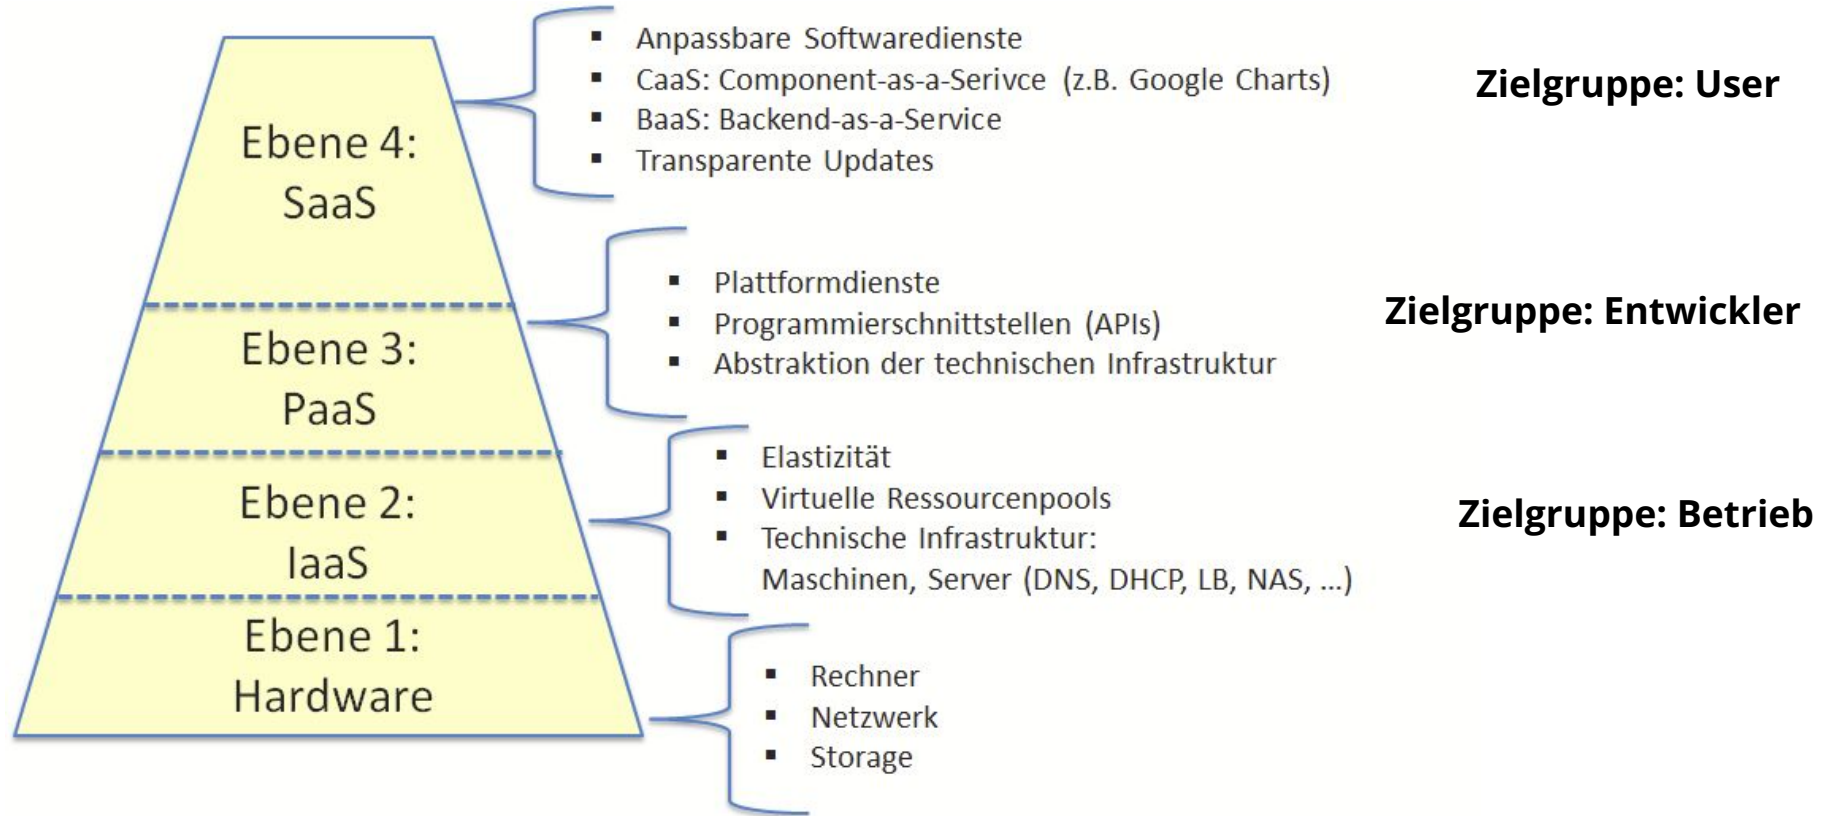 Ebene 4:
SaaS
▪ Anpassbare Softwaredienste
▪ CaaS: Component-as-a-Serivce (z.B. Google Charts)
▪ BaaS: Backend-as-a-Service
▪ Transparente Updates
Zielgruppe: User
Ebene 3:
PaaS
▪ Plattformdienste
▪ Programmierschnittstellen (APIs)
▪ Abstraktion der technischen Infrastruktur
Zielgruppe: Entwickler
Ebene 2:
IaaS
▪ Elastizität
▪ Virtuelle Ressourcenpools
▪ Technische Infrastruktur:
Maschinen, Server (DNS, DHCP, LB, NAS, ...)
Zielgruppe: Betrieb
Ebene 1:
Hardware
▪ Rechner
▪ Netzwerk
▪ Storage